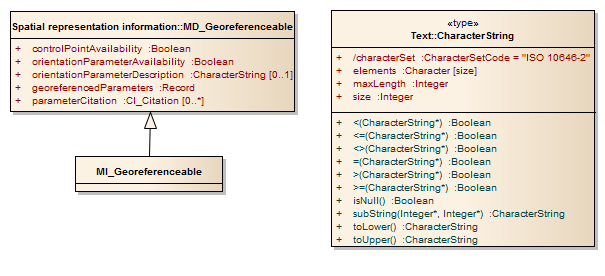 Spatial representation information::MD_Georeferenceable
+ controlPointAvailability :Boolean
+ orientationParameterAvailability :Boolean
+ orientationParameterDescription :CharacterString [0..1]
+ georeferencedParameters :Record
+ parameterCitation :CI_Citation [0..*]
MI_Georeferenceable
«type»
Text::CharacterString
+ /characterSet :CharacterSetCode = "ISO 10646-2"
+ elements :Character [size]
+ maxLength :Integer
+ size :Integer
+ <(CharacterString*) :Boolean
+ <=(CharacterString*) :Boolean
+ <>(CharacterString*) :Boolean
+ =(CharacterString*) :Boolean
+ >(CharacterString*) :Boolean
+ >=(CharacterString*) :Boolean
+ isNull() :Boolean
+ subString(Integer*, Integer*) :CharacterString
+ toLower() :CharacterString
+ toUpper() :CharacterString